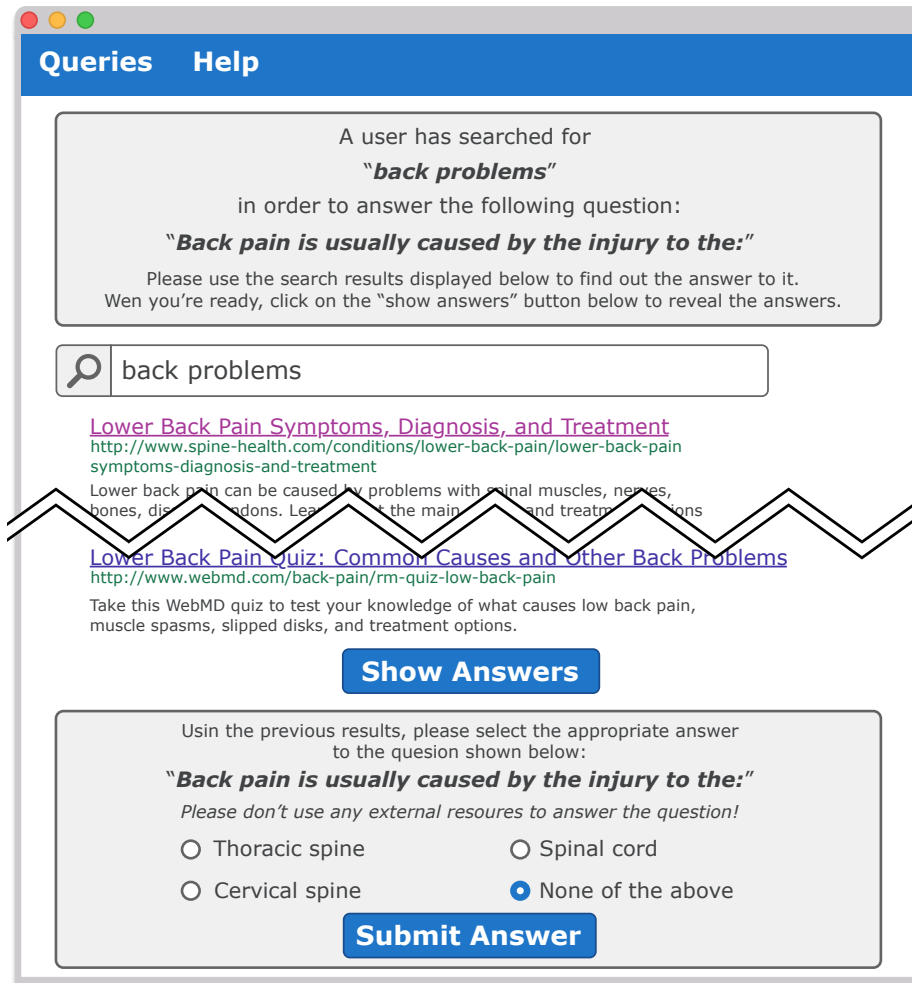 Queries Help
A user has searched for
“back problems”
in order to answer the following question:
“Back pain is usually caused by the injury to the:”
Please use the search results displayed below to find out the answer to it.
Wen you’re ready, click on the “show answers” button below to reveal the answers.
back problems
Lower Back Pain Symptoms, Diagnosis, and Treatment
http://www.spine-health.com/conditions/lower-back-pain/lower-back-pain
symptoms-diagnosis-and-treatment
Lower back pain can be caused by problems with spinal muscles, nerves,
bones, the main and
Lower Back Pain Quiz: Common Causes and Other Back Problems
http://www.webmd.com/back-pain/rm-quiz-low-back-pain
Take this WebMD quiz to test your knowledge of what causes low back pain,
muscle spasms, slipped disks, and treatment options.
Show Answers
Usin the previous results, please select the appropriate answer
to the quesion shown below:
“Back pain is usually caused by the injury to the:”
Please don’t use any external resoures to answer the question!
Thoracic spine Spinal cord
Cervical spine None of the above
Submit Answer